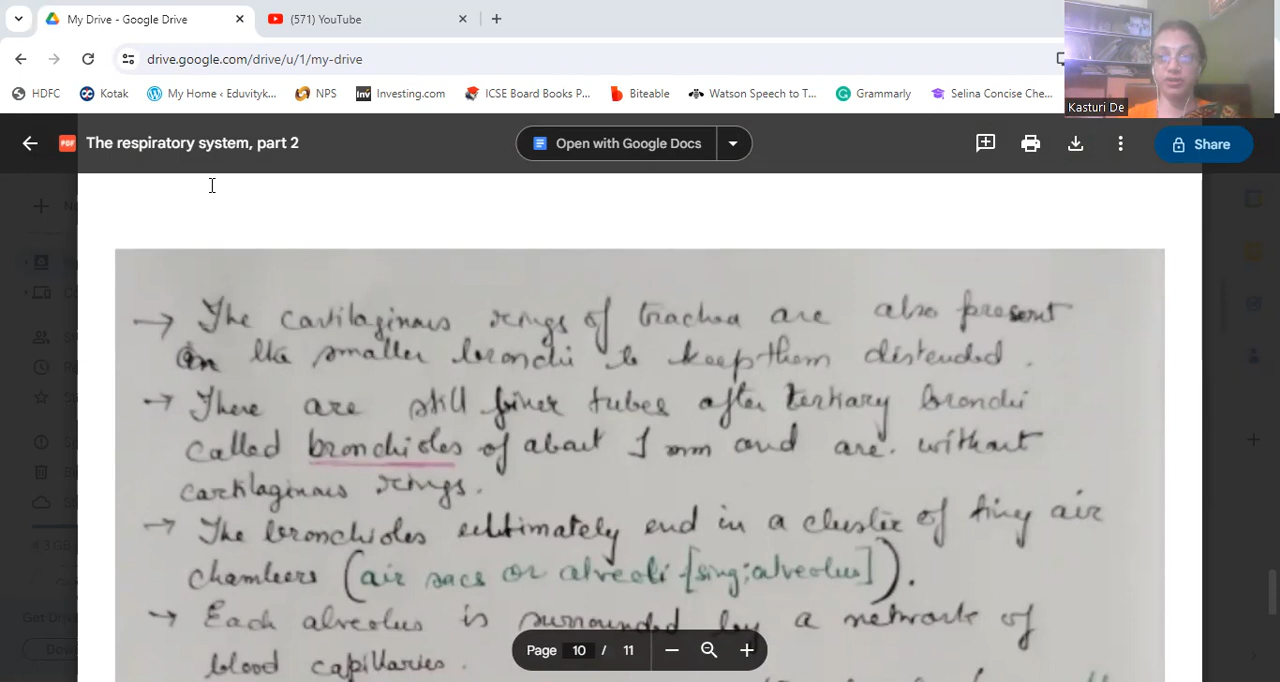 My Drive - Google Drive
(571) YouTube
drive.google.com/drive/u/1/my-drive
HDFC
Kotak
My Home ‹ Eduvityk...
NPS
Investing.com
ICSE Board Books P...
Biteable
Watson Speech to T...
Grammarly
Selina Concise Che...
Kasturi De
PDF
The respiratory system, part 2
Open with Google Docs
Share
→ The cartilaginous rings of trachea are also present
in the smaller bronchi to keep them distended.
→ There are still finer tubes after tertiary bronchi
called bronchioles of about 1 mm and are without
cartilaginous rings.
→ The bronchioles ultimately end in a cluster of tiny air
chambers (air sacs or alveoli [sing; alveolus]).
→ Each alveolus is surrounded by a network of
blood capillaries.
Page 10 / 11